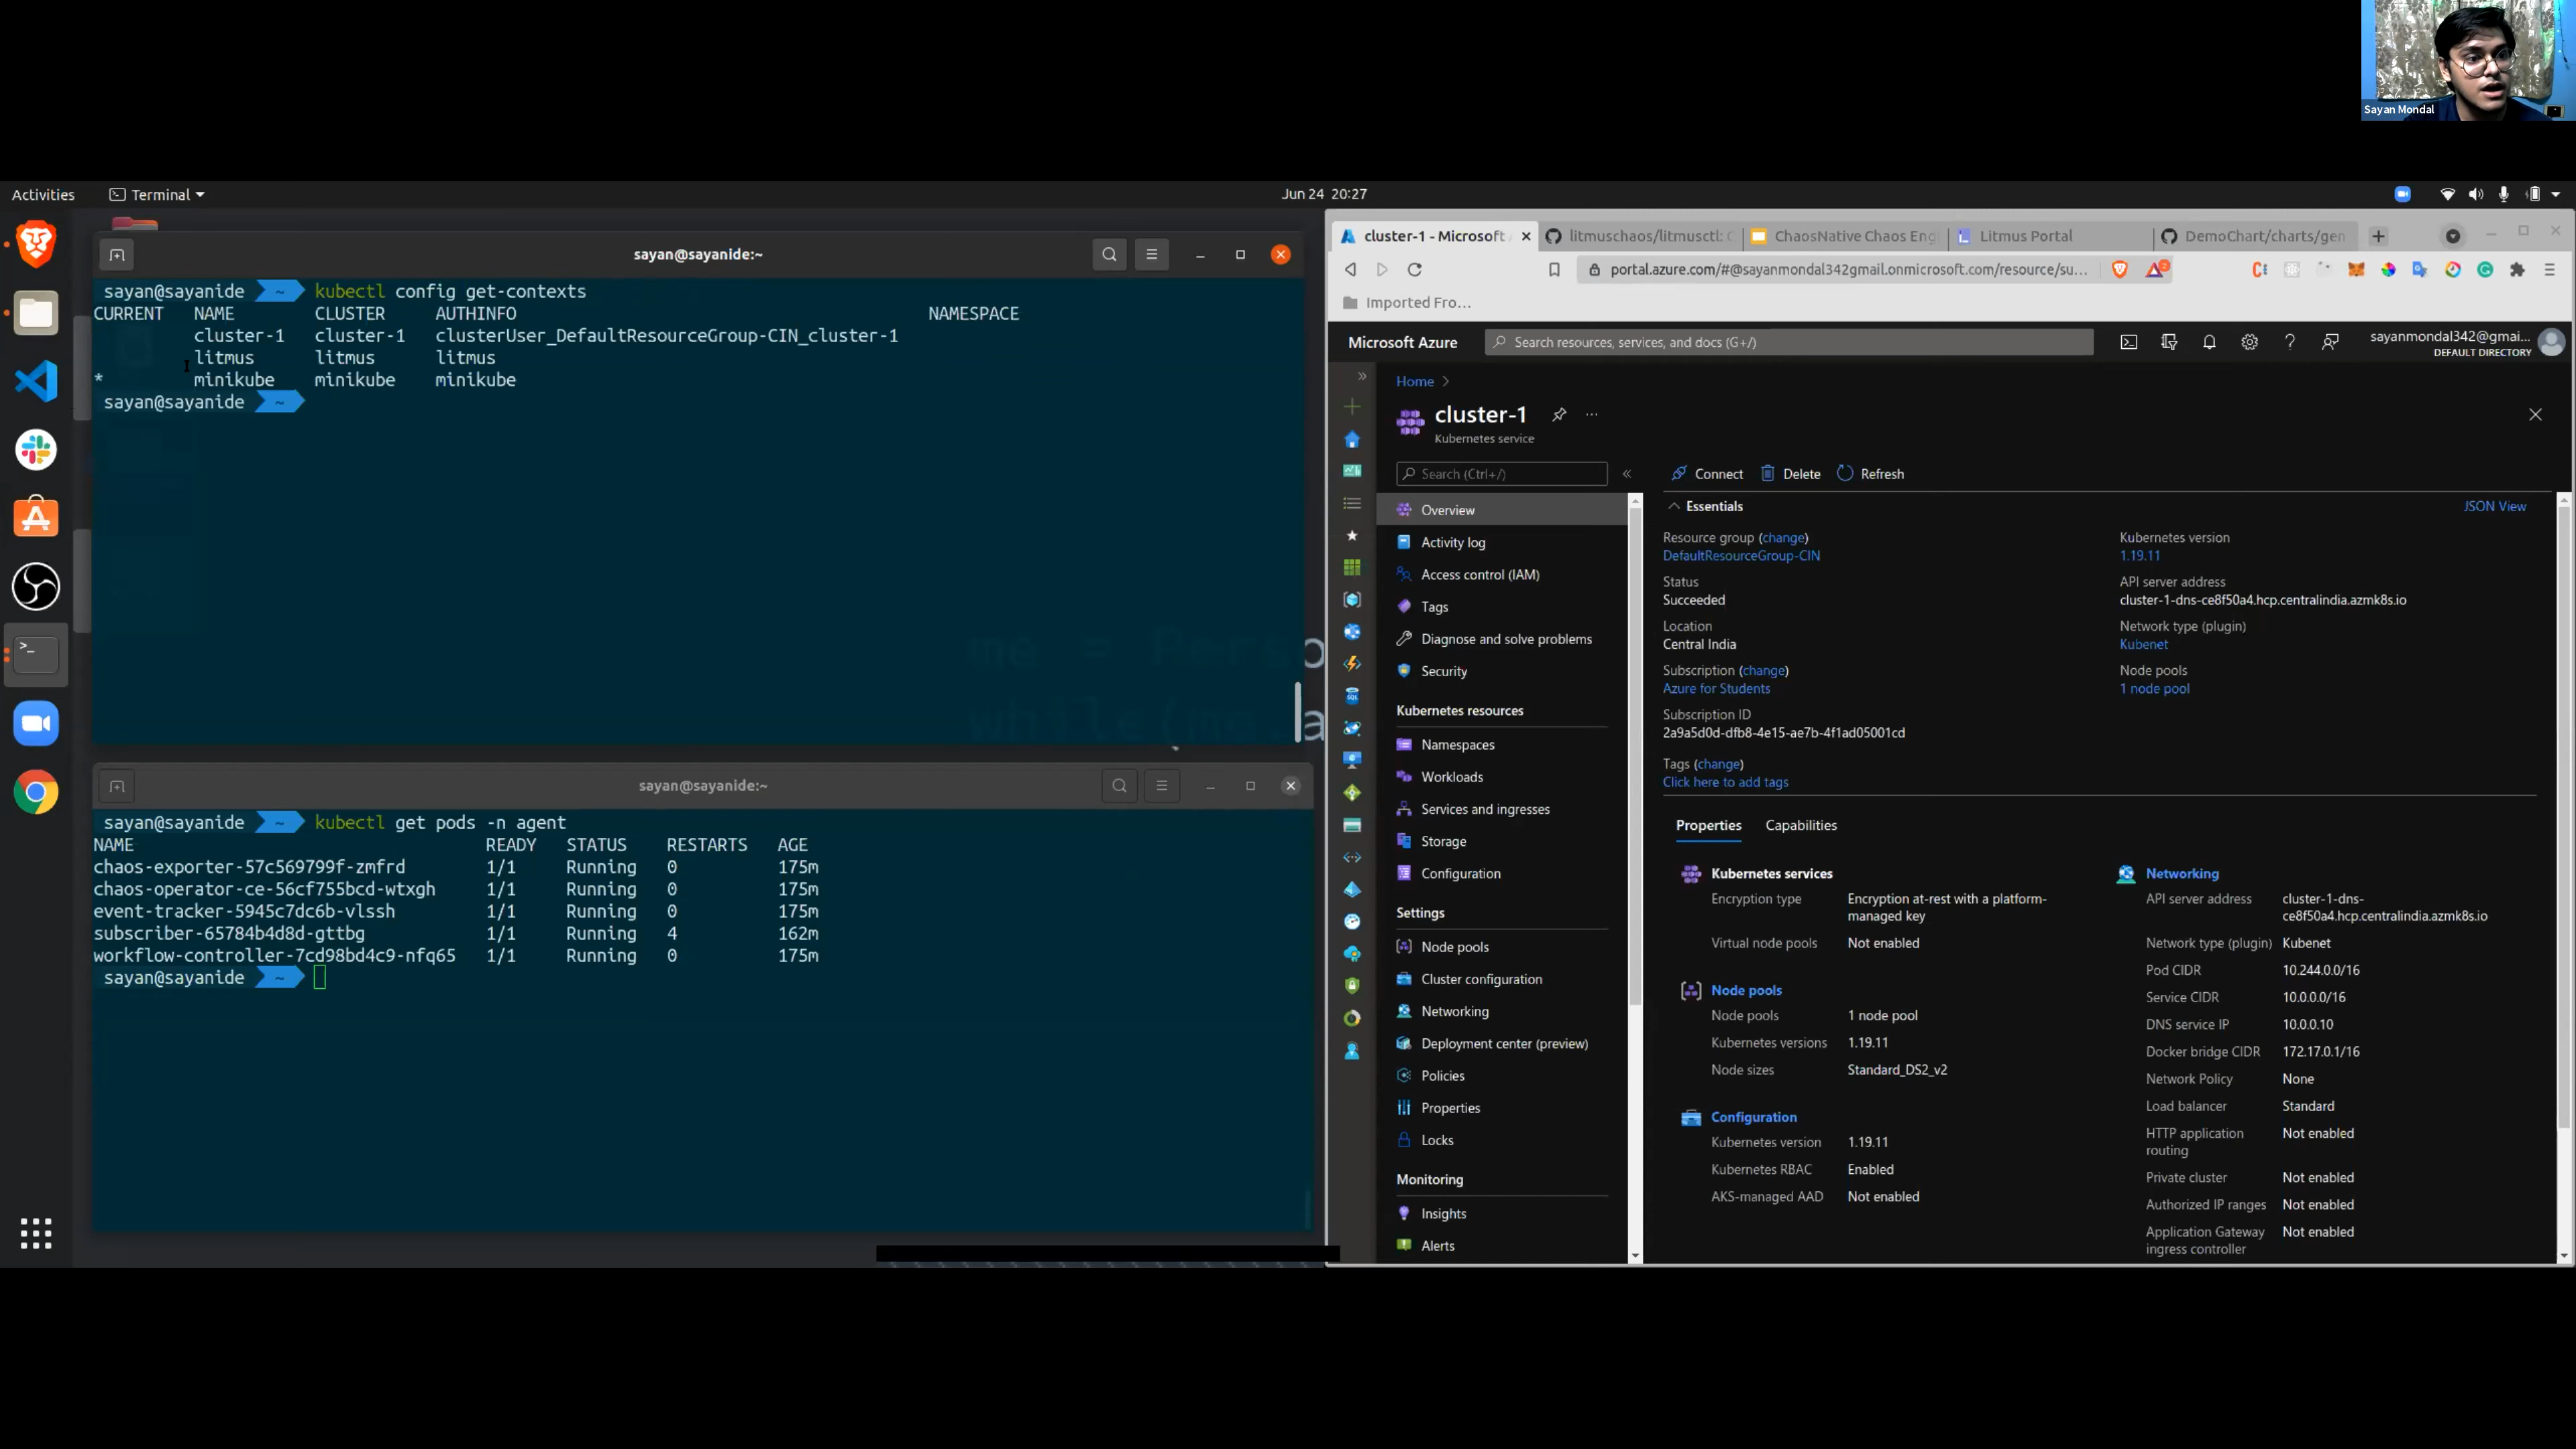 Sayan Mondal
Activities
Terminal
Jun 24 20:27
sayan@sayanide:~
sayan@sayanide ~ kubectl config get-contexts
CURRENT NAME CLUSTER AUTHINFO NAMESPACE
cluster-1 cluster-1 clusterUser_DefaultResourceGroup-CIN_cluster-1
litmus litmus litmus
* minikube minikube minikube
sayan@sayanide ~
me = Perso
while(me.a
sayan@sayanide:~
sayan@sayanide ~ kubectl get pods -n agent
NAME READY STATUS RESTARTS AGE
chaos-exporter-57c569799f-zmfrd 1/1 Running 0 175m
chaos-operator-ce-56cf755bcd-wtxgh 1/1 Running 0 175m
event-tracker-5945c7dc6b-vlssh 1/1 Running 0 175m
subscriber-65784b4d8d-gttbg 1/1 Running 4 162m
workflow-controller-7cd98bd4c9-nfq65 1/1 Running 0 175m
sayan@sayanide ~
cluster-1 - Microsoft
litmuschaos/litmusctl: C
ChaosNative Chaos Eng
Litmus Portal
DemoChart/charts/gen
portal.azure.com/#@sayanmondal342gmail.onmicrosoft.com/resource/su...
Imported Fro...
Microsoft Azure
Search resources, services, and docs (G+/)
sayanmondal342@gmai...
DEFAULT DIRECTORY
Home >
cluster-1
Kubernetes service
Search (Ctrl+/)
Overview
Activity log
Access control (IAM)
Tags
Diagnose and solve problems
Security
Kubernetes resources
Namespaces
Workloads
Services and ingresses
Storage
Configuration
Settings
Node pools
Cluster configuration
Networking
Deployment center (preview)
Policies
Properties
Locks
Monitoring
Insights
Alerts
Connect
Delete
Refresh
Essentials
JSON View
Resource group (change)
DefaultResourceGroup-CIN
Status
Succeeded
Location
Central India
Subscription (change)
Azure for Students
Subscription ID
2a9a5d0d-dfb8-4e15-ae7b-4f1ad05001cd
Tags (change)
Click here to add tags
Kubernetes version
1.19.11
API server address
cluster-1-dns-ce8f50a4.hcp.centralindia.azmk8s.io
Network type (plugin)
Kubenet
Node pools
1 node pool
Properties
Capabilities
Kubernetes services
Encryption type Encryption at-rest with a platform-
managed key
Virtual node pools Not enabled
Node pools
Node pools 1 node pool
Kubernetes versions 1.19.11
Node sizes Standard_DS2_v2
Configuration
Kubernetes version 1.19.11
Kubernetes RBAC Enabled
AKS-managed AAD Not enabled
Networking
API server address cluster-1-dns-
ce8f50a4.hcp.centralindia.azmk8s.io
Network type (plugin) Kubenet
Pod CIDR 10.244.0.0/16
Service CIDR 10.0.0.0/16
DNS service IP 10.0.0.10
Docker bridge CIDR 172.17.0.1/16
Network Policy None
Load balancer Standard
HTTP application Not enabled
routing
Private cluster Not enabled
Authorized IP ranges Not enabled
Application Gateway Not enabled
ingress controller